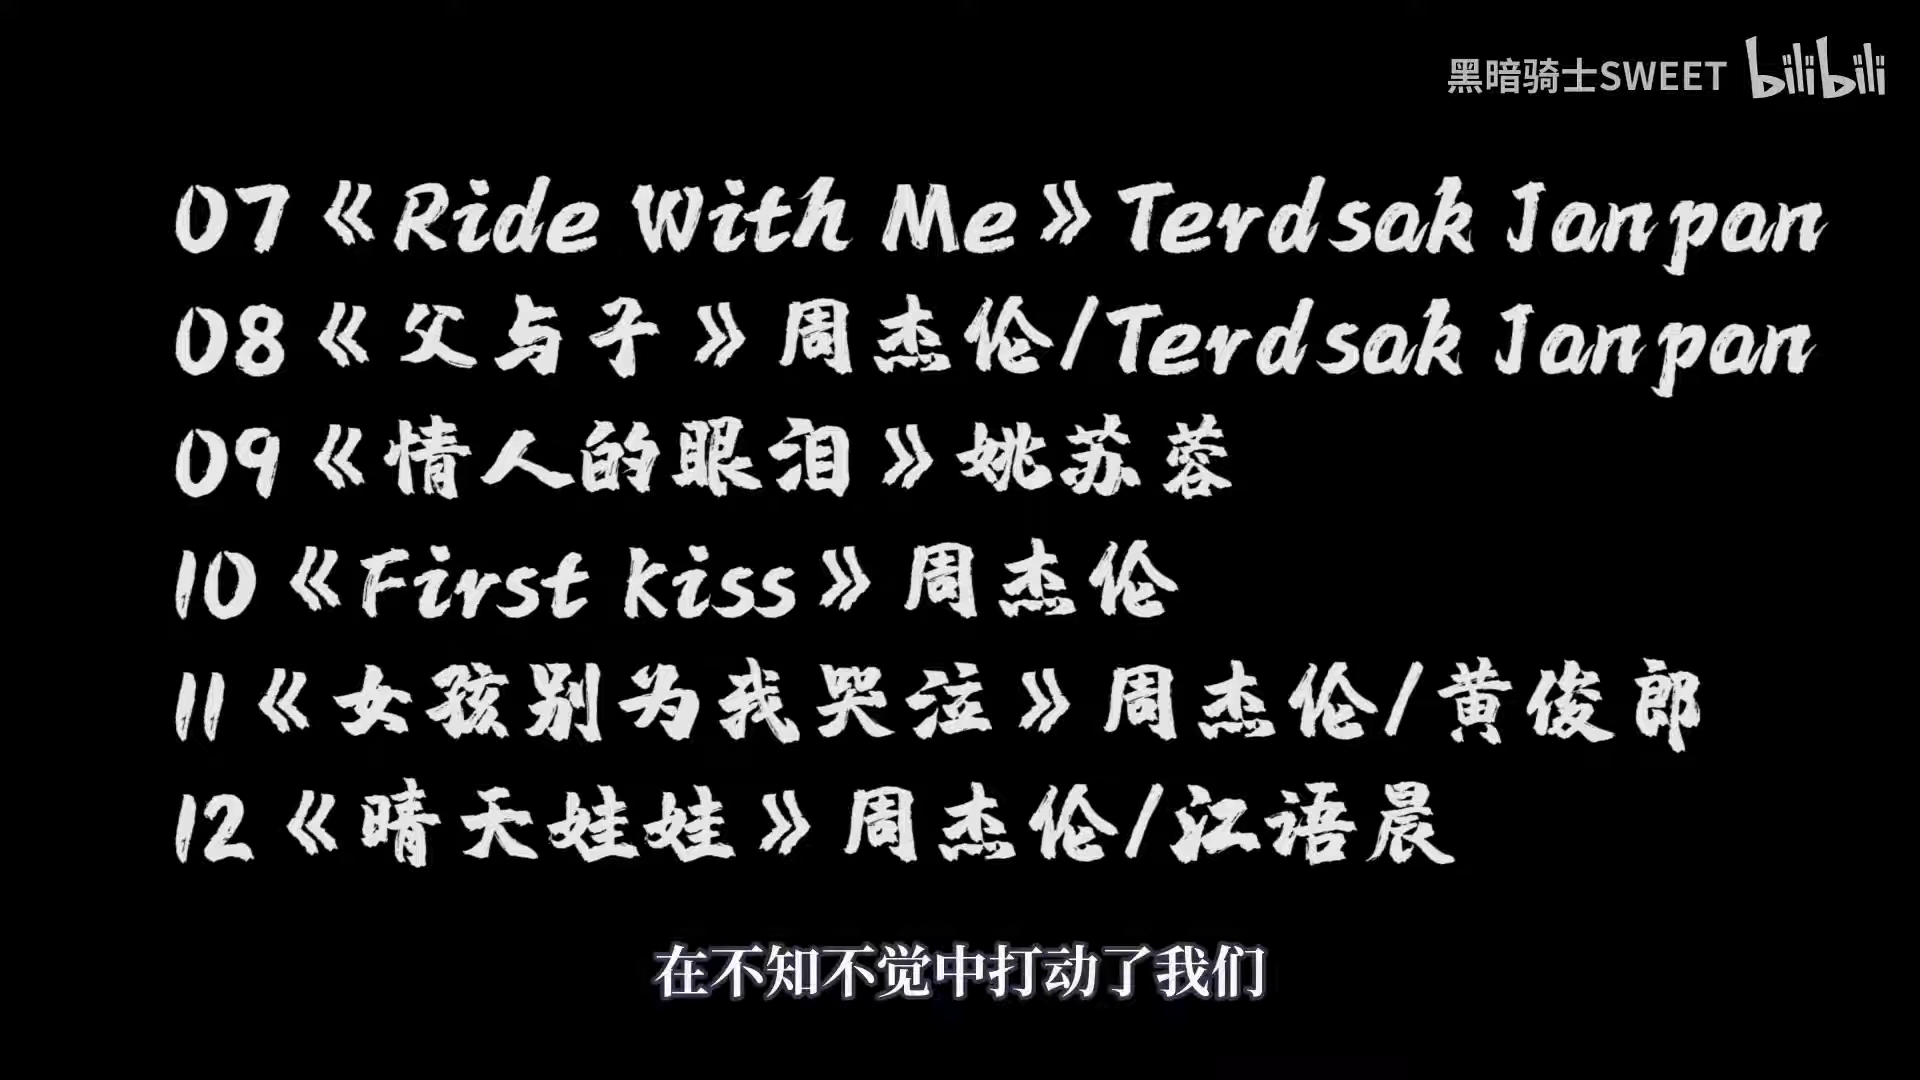 黑暗骑士SWEET bilibili
07《Ride With Me》Terdsak Janpan
08《父与子》周杰伦/Terdsak Janpan
09《情人的眼泪》姚苏蓉
10《First kiss》周杰伦
11《女孩别为我哭泣》周杰伦/黄俊郎
12《晴天娃娃》周杰伦/江语晨
在不知不觉中打动了我们